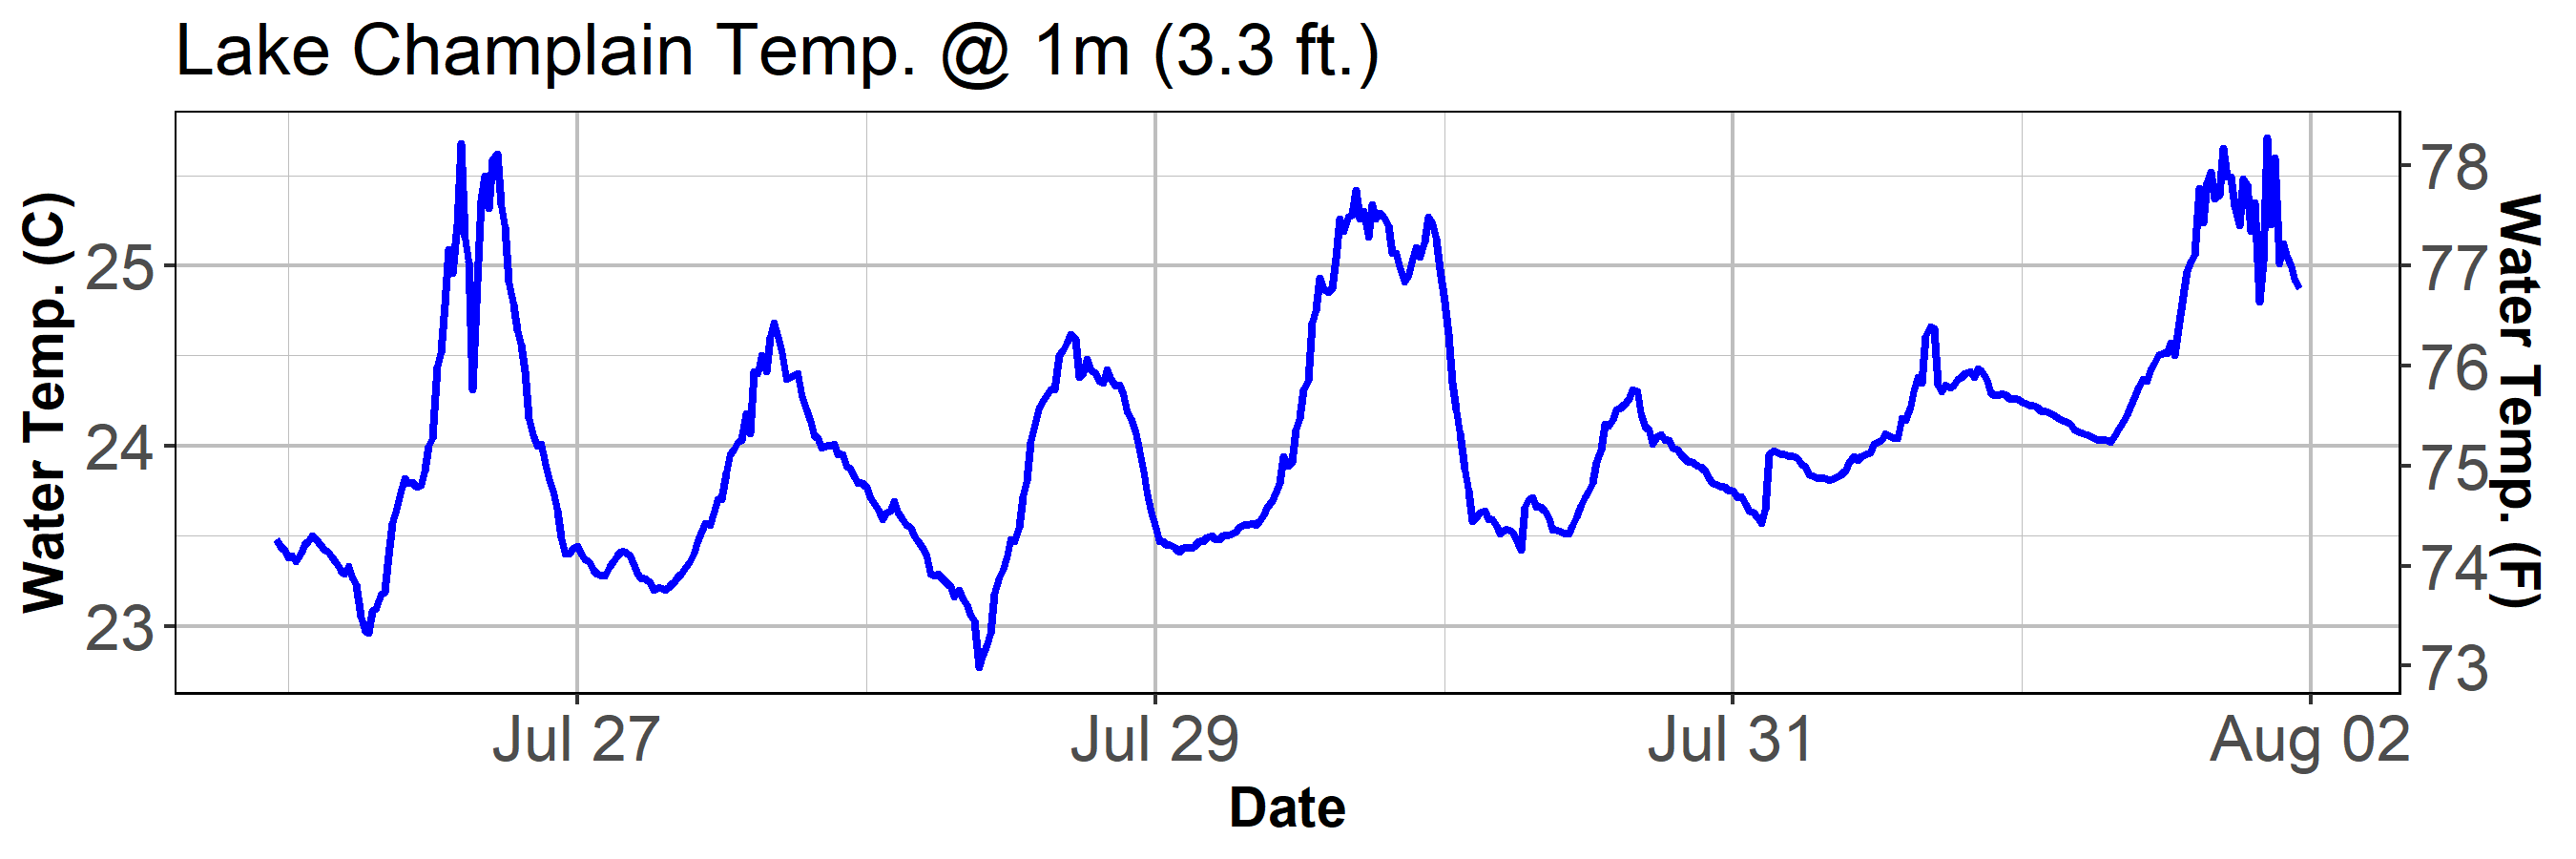 Lake Champlain Temp. @ 1m (3.3 ft.)
Water Temp. (C)
25
24
23
78
77
76
75
74
73
Water Temp. (F)
Jul 27
Jul 29
Jul 31
Aug 02
Date